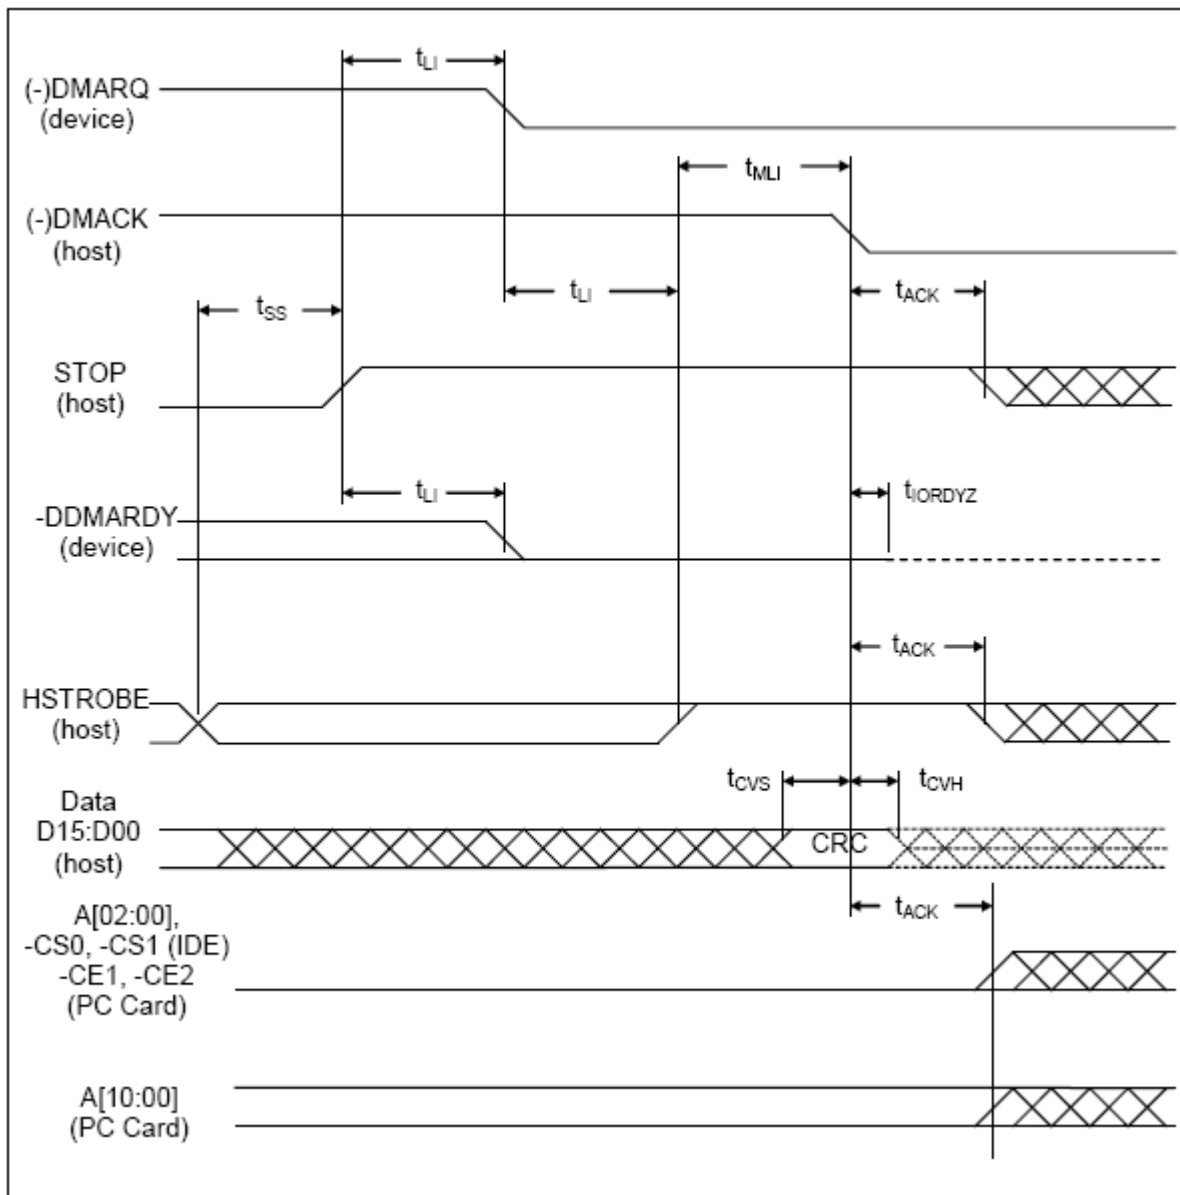 tLI
(-)DMARQ
(device)
tMLI
(-)DMACK
(host)
tSS
tLI
tACK
STOP
(host)
tLI
tIORDYZ
-DDMARDY
(device)
tACK
HSTROBE
(host)
tCVS
tCVH
Data
D15:D00
(host)
CRC
A[02:00],
-CS0, -CS1 (IDE)
-CE1, -CE2
(PC Card)
tACK
A[10:00]
(PC Card)